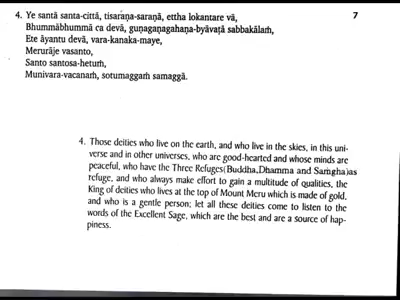 4. Ye santā santa-cittā, tisaraṇa-saraṇā, ettha lokantare vā,
7
Bhummābhummā ca devā, guṇagaṇagahaṇa-byāvaṭā sabbakālaṁ,
Ete āyantu devā, vara-kanaka-maye,
Merurāje vasanto,
Santo santosa-hetuṁ,
Munivara-vacanaṁ, sotumaggaṁ samaggā.
4. Those deities who live on the earth, and who live in the skies, in this uni-
verse and in other universes, who are good-hearted and whose minds are
peaceful, who have the Three Refuges(Buddha,Dhamma and Saṁgha)as
refuge, and who always make effort to gain a multitude of qualities, the
King of deities who lives at the top of Mount Meru which is made of gold,
and who is a gentle person; let all these deities come to listen to the
words of the Excellent Sage, which are the best and are a source of hap-
piness.